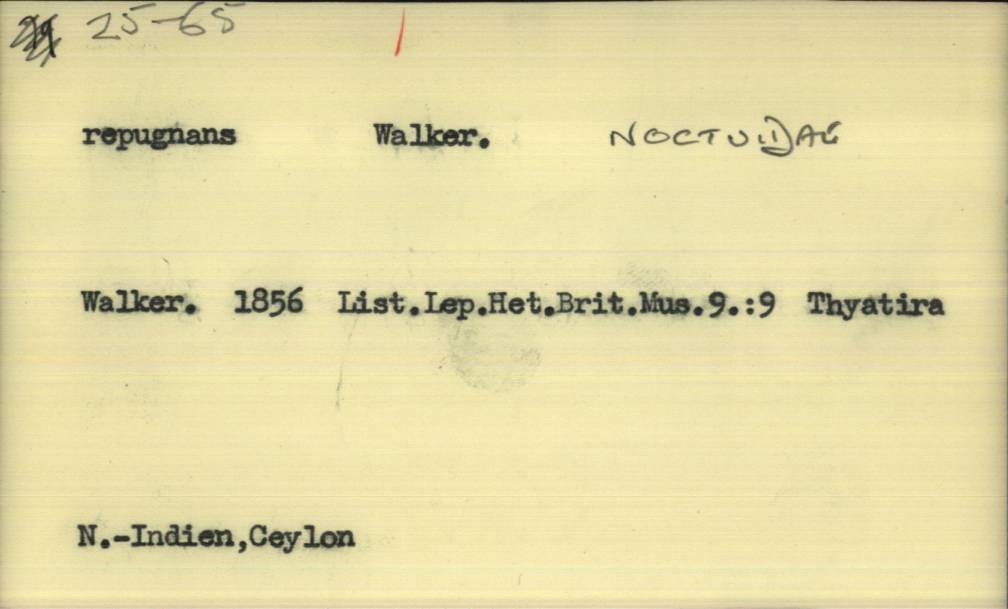 25-65
repugnans Walker. NOCTUIDAE
Walker. 1856 List.Lep.Het.Brit.Mus.9.:9 Thyatira
N.-Indien,Ceylon